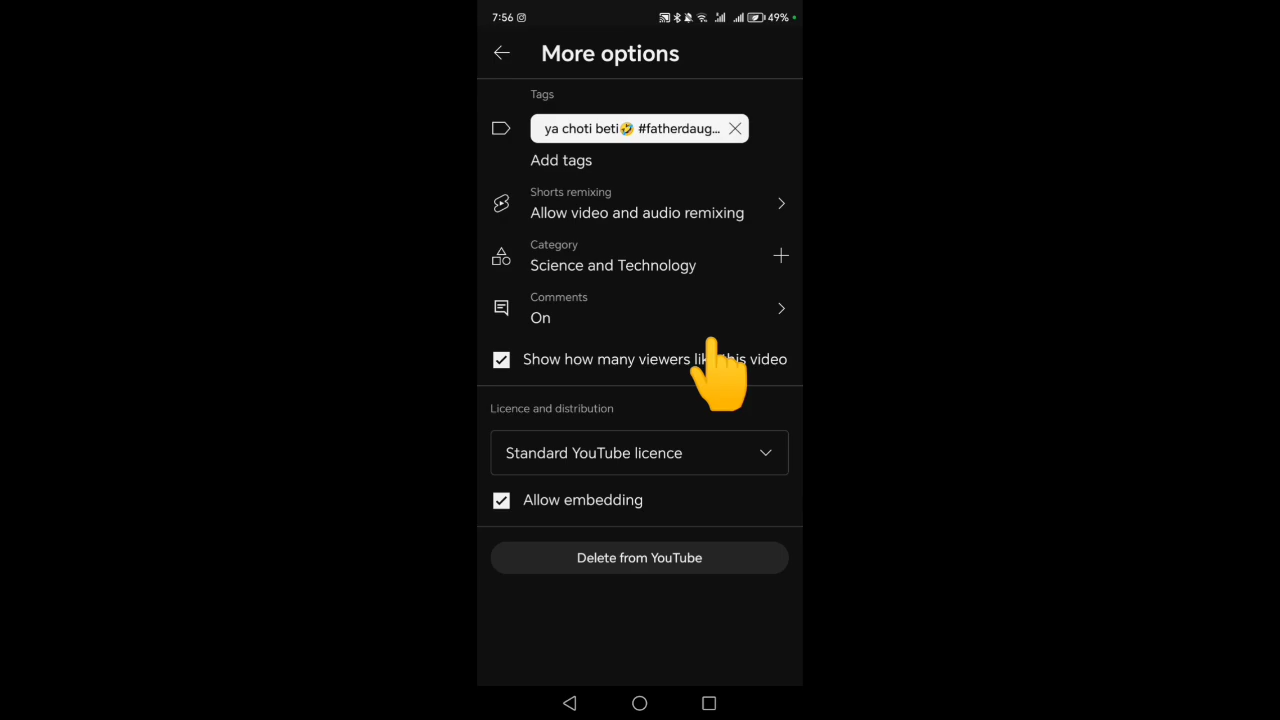 7:56
49%
More options
Tags
ya choti beti🤣 #fatherdaug...
Add tags
Shorts remixing
Allow video and audio remixing
Category
Science and Technology
Comments
On
Show how many viewers lik his video
Licence and distribution
Standard YouTube licence
Allow embedding
Delete from YouTube